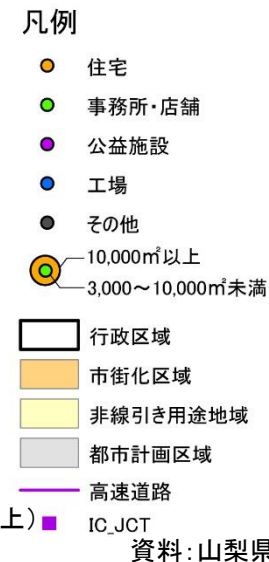 凡例
住宅
事務所・店舗
公益施設
工場
その他
10,000㎡以上
3,000～10,000㎡未満
行政区域
市街化区域
非線引き用途地域
都市計画区域
高速道路
上) IC_JCT
資料：山梨県